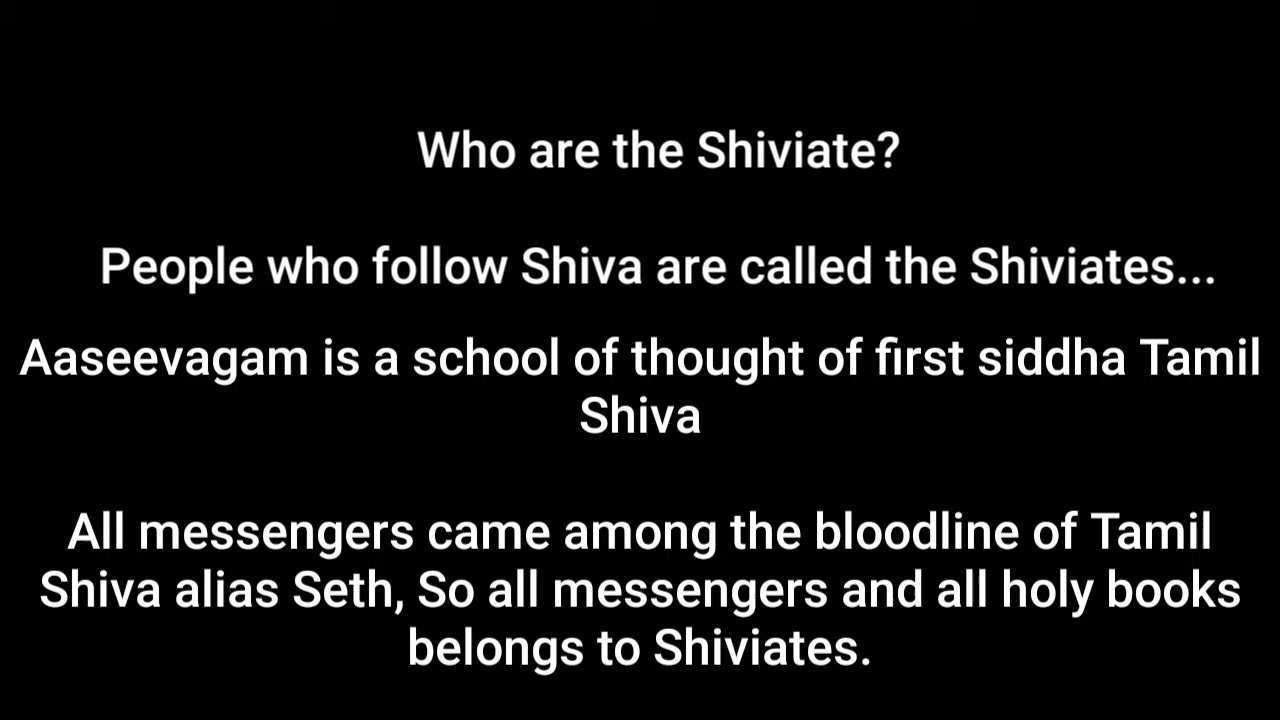 Who are the Shiviate?
People who follow Shiva are called the Shiviates...
Aaseevagam is a school of thought of first siddha Tamil
Shiva
All messengers came among the bloodline of Tamil
Shiva alias Seth, So all messengers and all holy books
belongs to Shiviates.